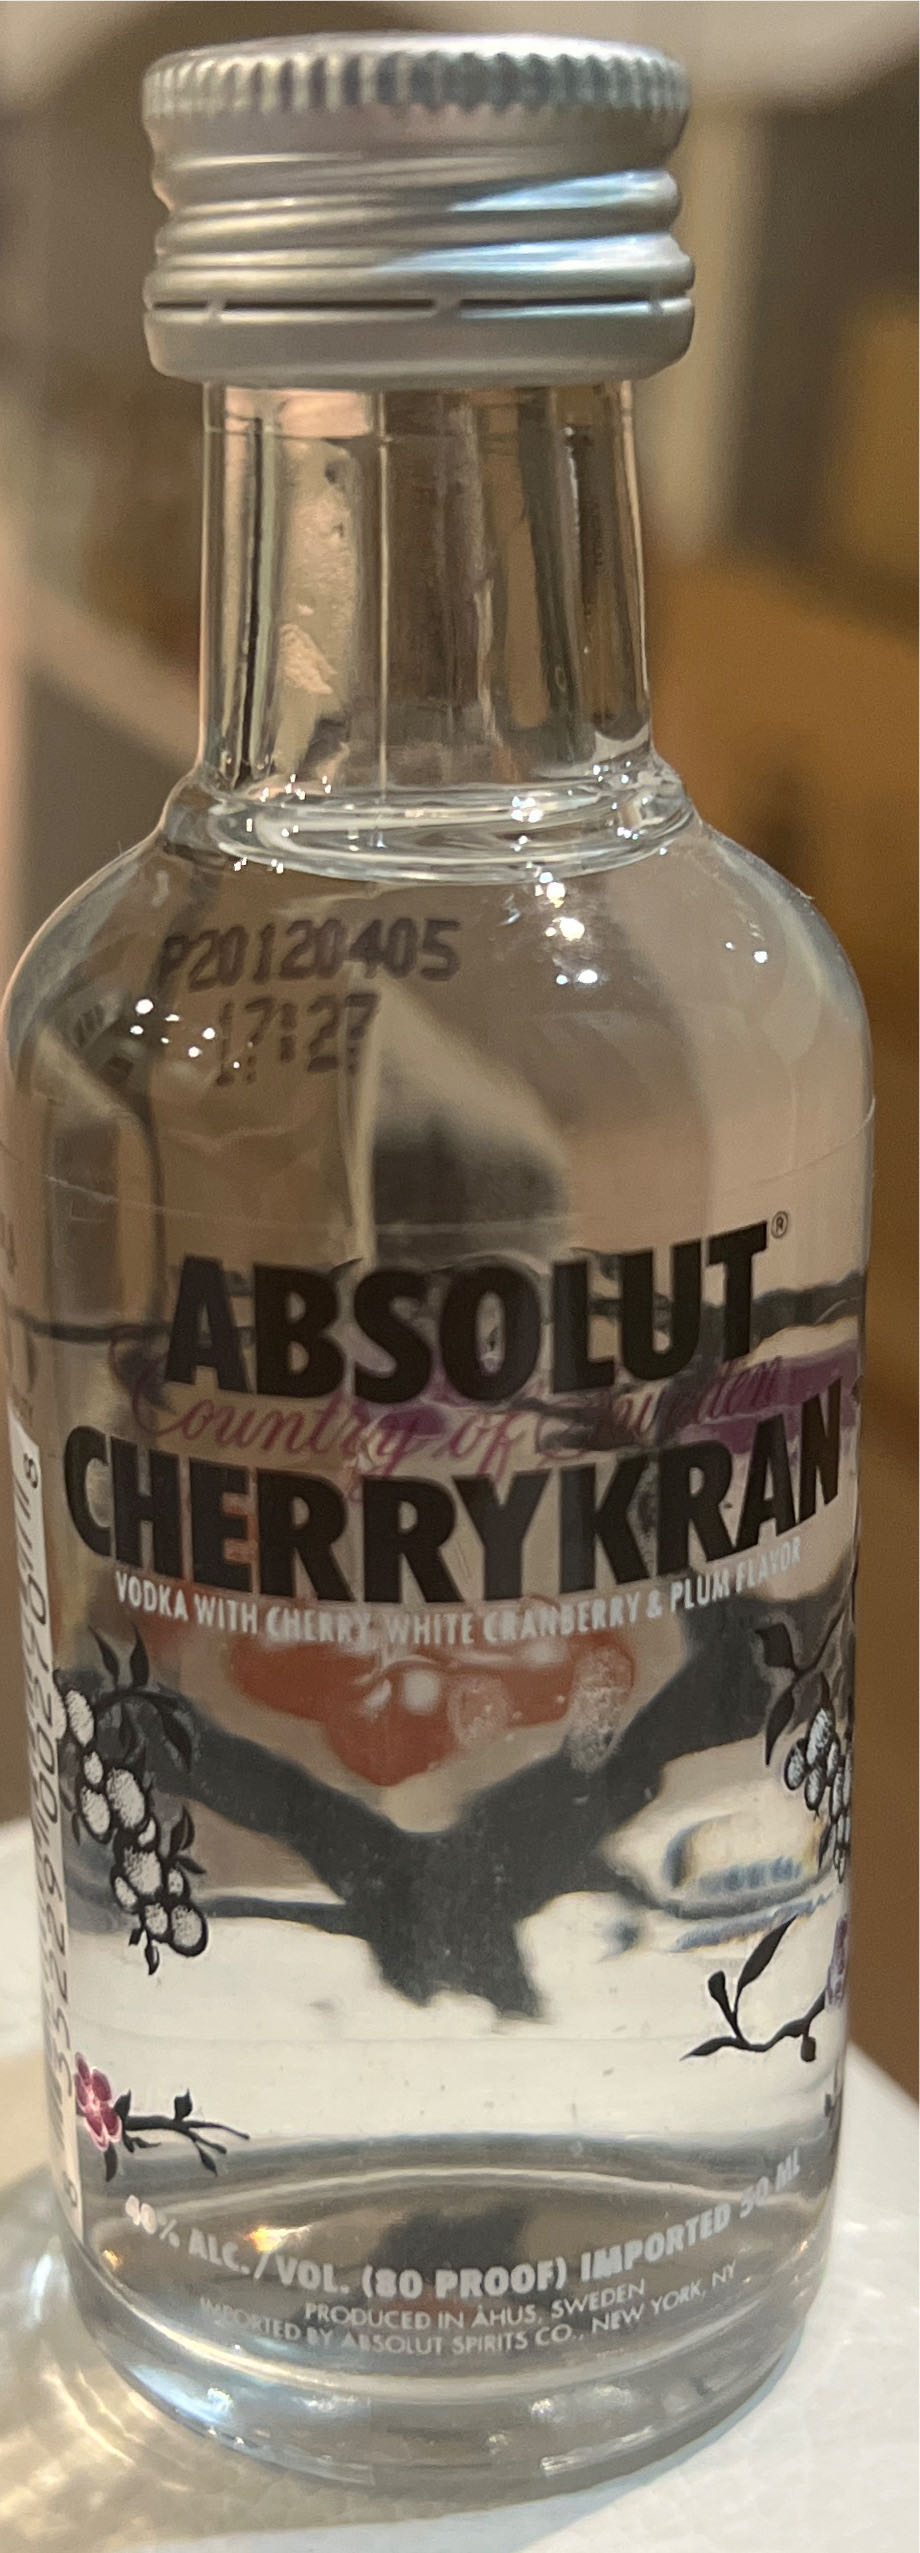 P20120405
17:27
ABSOLUT®
Country of Sweden
CHERRYKRAN
VODKA WITH CHERRY, WHITE CRANBERRY & PLUM FLAVOR
40% ALC./VOL. (80 PROOF) IMPORTED 50 ML
PRODUCED IN ÅHUS, SWEDEN
IMPORTED BY ABSOLUT SPIRITS CO., NEW YORK, NY